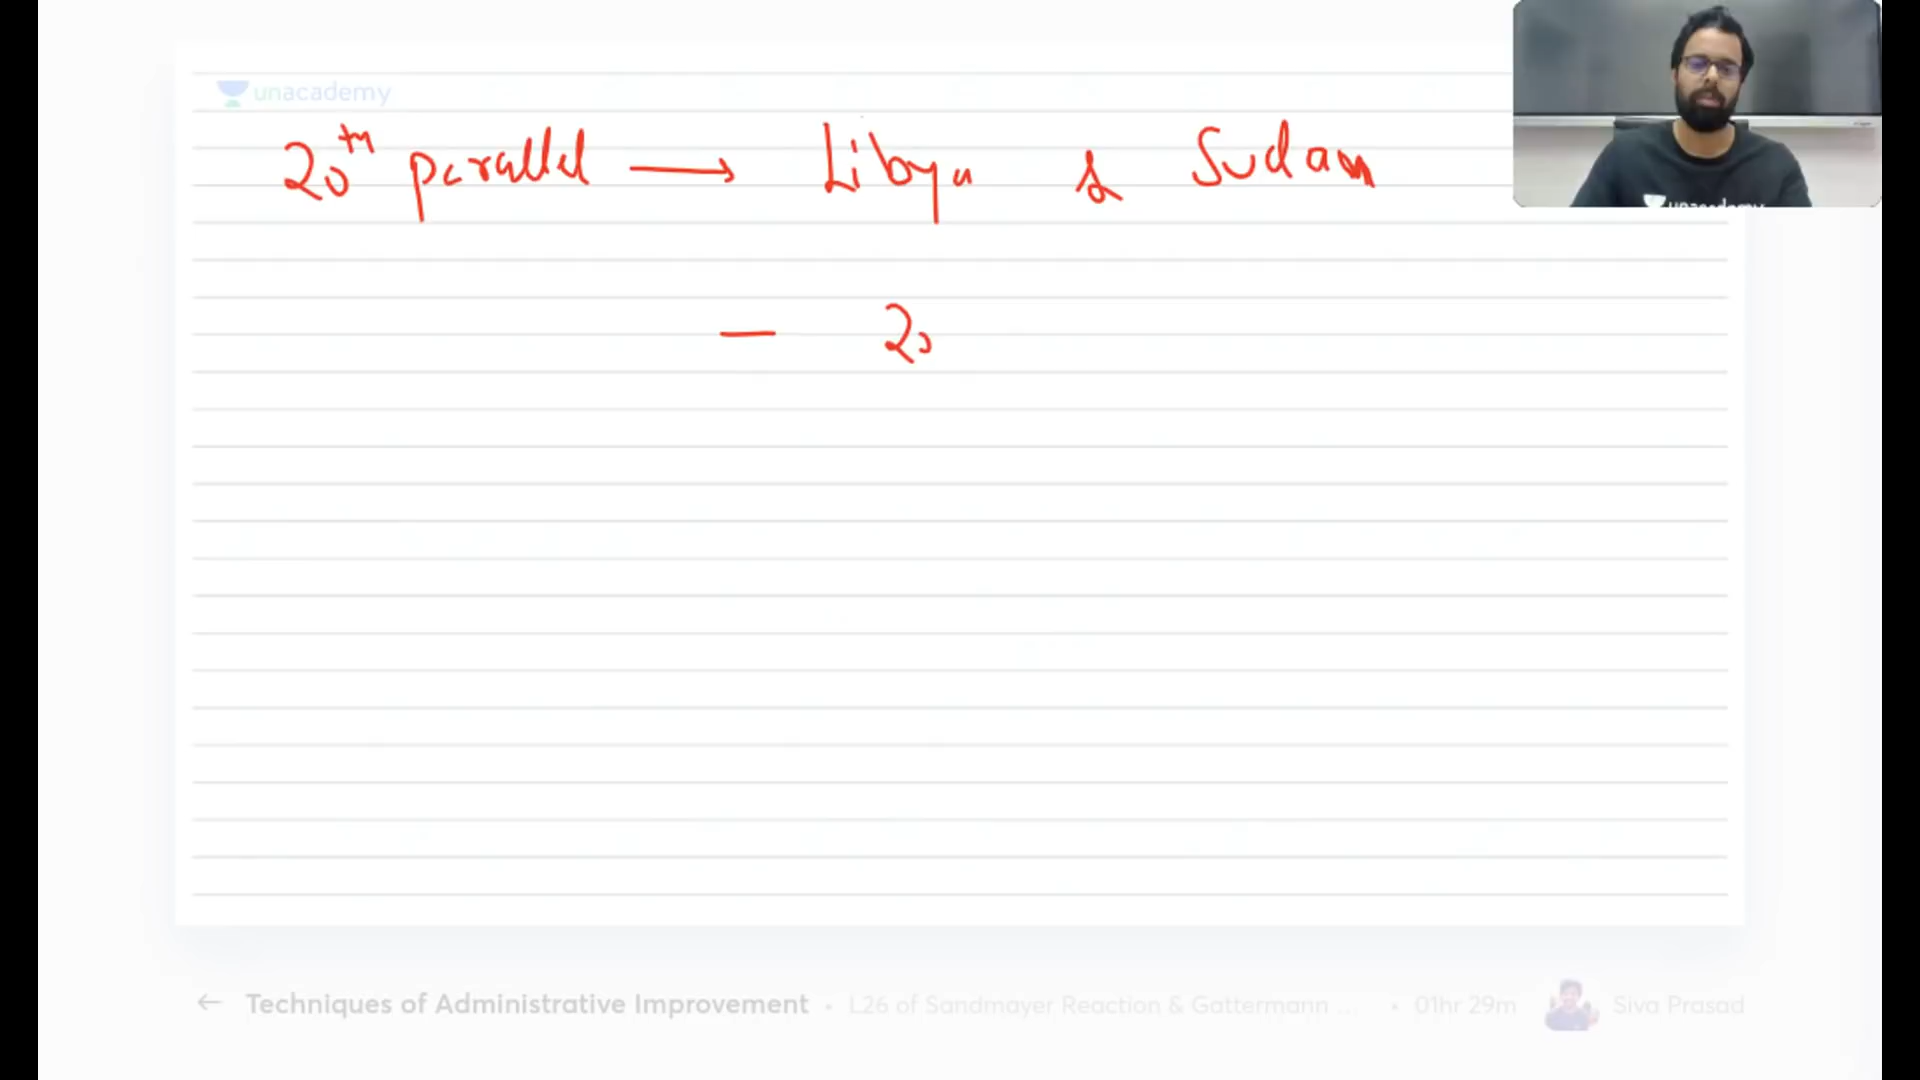 unacademy
20th parallel → Libya & Sudan
— 20
unacademy
← Techniques of Administrative Improvement • L26 of Sandmayer Reaction & Gattermann ... • 01hr 29m Siva Prasad